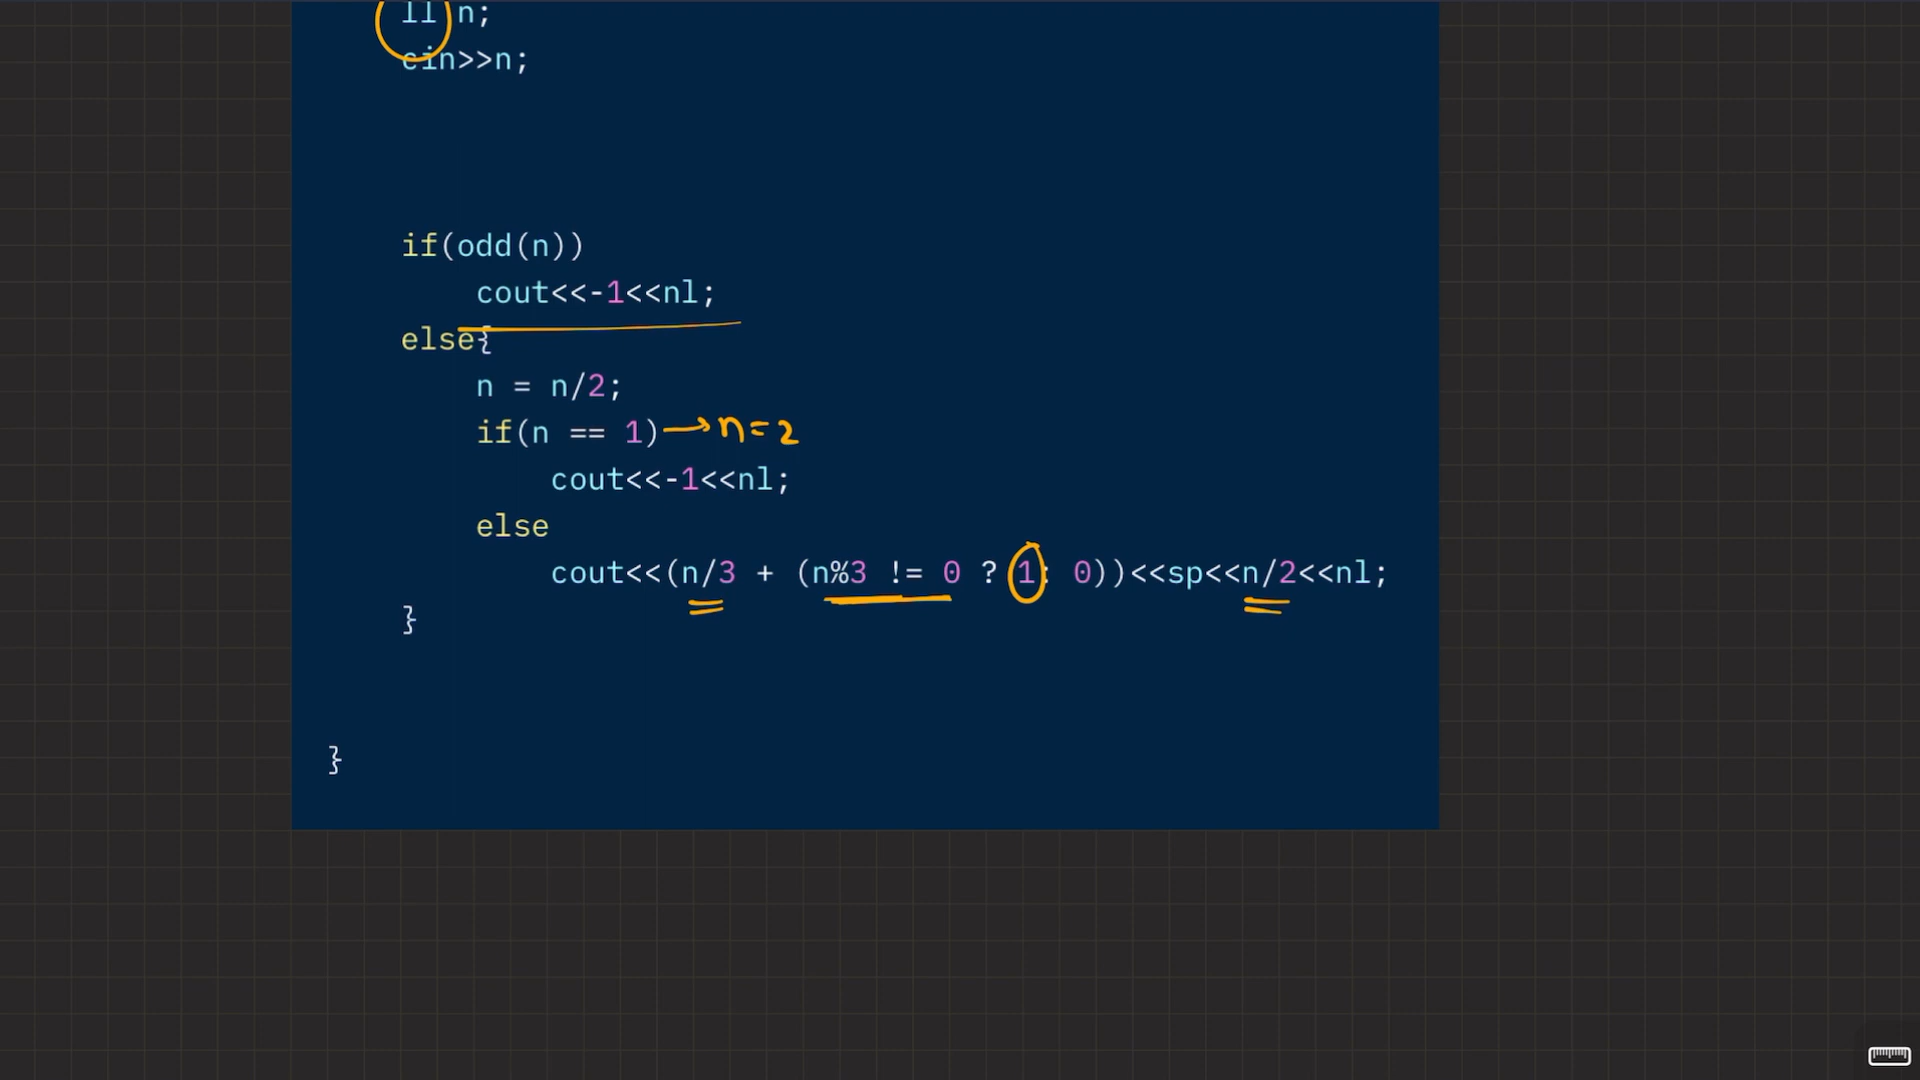 ll n;
cin>>n;
if(odd(n))
cout<<-1<<nl;
else{
n = n/2;
if(n == 1) → n=2
cout<<-1<<nl;
else
cout<<(n/3 + (n%3 != 0 ? 1: 0))<<sp<<n/2<<nl;
}
}